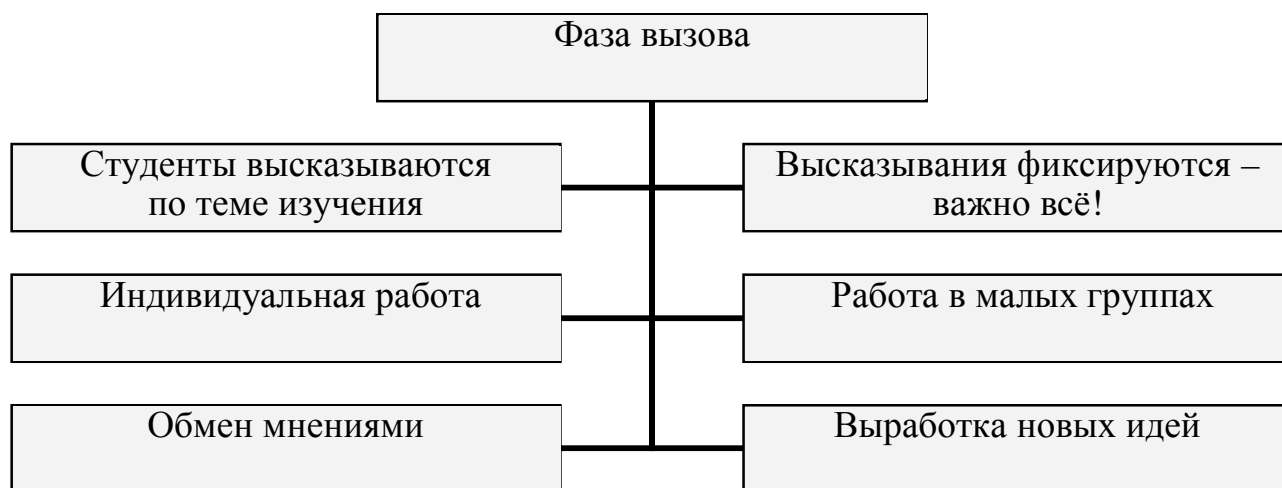 Фаза вызова
Студенты высказываются
по теме изучения
Высказывания фиксируются –
важно всё!
Индивидуальная работа
Работа в малых группах
Обмен мнениями
Выработка новых идей